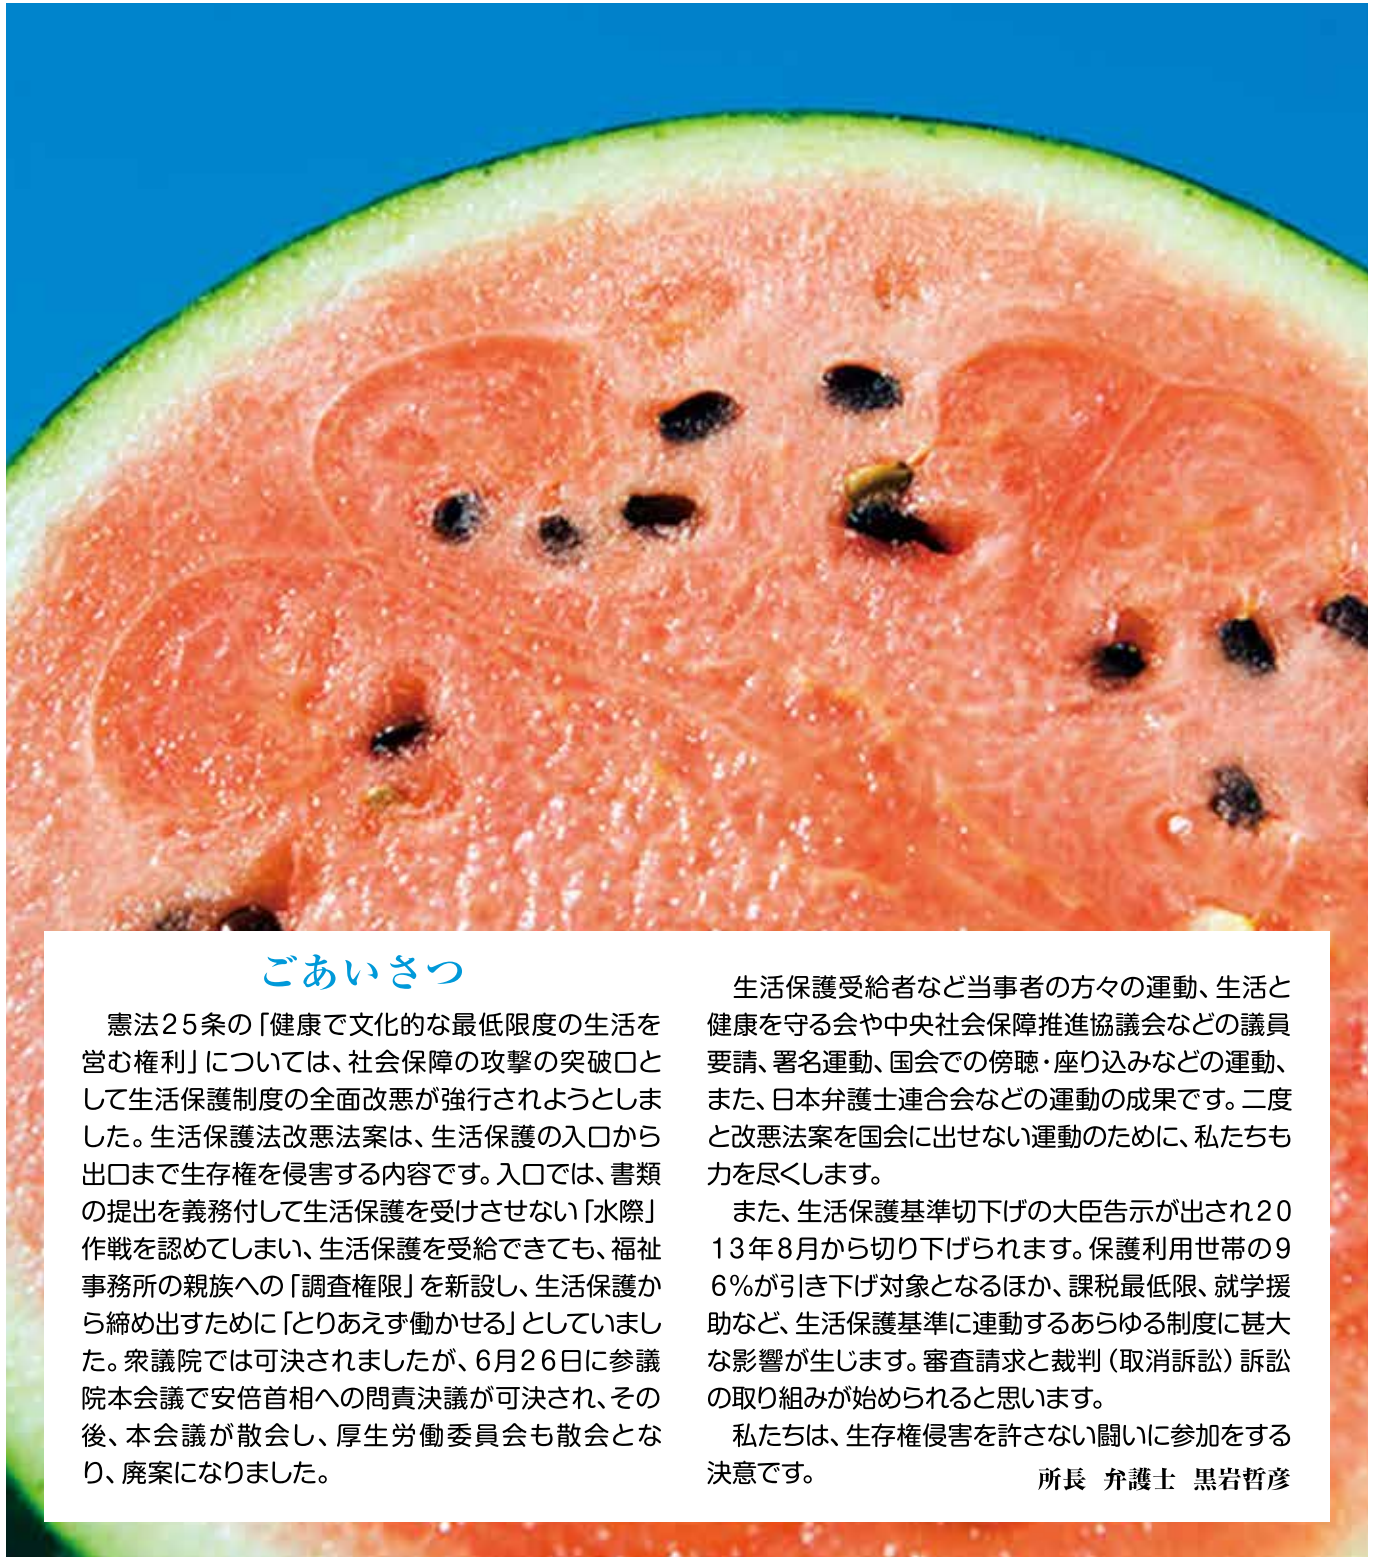 ごあいさつ
　憲法25条の「健康で文化的な最低限度の生活を
営む権利」については、社会保障の攻撃の突破口と
して生活保護制度の全面改悪が強行されようとしま
した。生活保護法改悪法案は、生活保護の入口から
出口まで生存権を侵害する内容です。入口では、書類
の提出を義務付して生活保護を受けさせない「水際」
作戦を認めてしまい、生活保護を受給できても、福祉
事務所の親族への「調査権限」を新設し、生活保護か
ら締め出すために「とりあえず働かせる」としていまし
た。衆議院では可決されましたが、6月26日に参議
院本会議で安倍首相への問責決議が可決され、その
後、本会議が散会し、厚生労働委員会も散会とな
り、廃案になりました。
　生活保護受給者など当事者の方々の運動、生活と
健康を守る会や中央社会保障推進協議会などの議員
要請、署名運動、国会での傍聴・座り込みなどの運動、
また、日本弁護士連合会などの運動の成果です。二度
と改悪法案を国会に出せない運動のために、私たちも
力を尽くします。
　また、生活保護基準切下げの大臣告示が出され20
13年8月から切り下げられます。保護利用世帯の9
6%が引き下げ対象となるほか、課税最低限、就学援
助など、生活保護基準に連動するあらゆる制度に甚大
な影響が生じます。審査請求と裁判（取消訴訟）訴訟
の取り組みが始められると思います。
　私たちは、生存権侵害を許さない闘いに参加をする
決意です。
所長　弁護士　黒岩哲彦